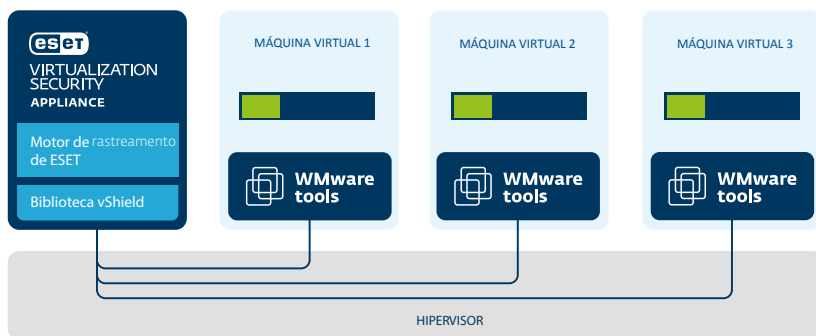 eset
VIRTUALIZATION
SECURITY
APPLIANCE
Motor de rastreamento
de ESET
Biblioteca vShield
MÁQUINA VIRTUAL 1
WMware
tools
MÁQUINA VIRTUAL 2
WMware
tools
MÁQUINA VIRTUAL 3
WMware
tools
HIPERVISOR